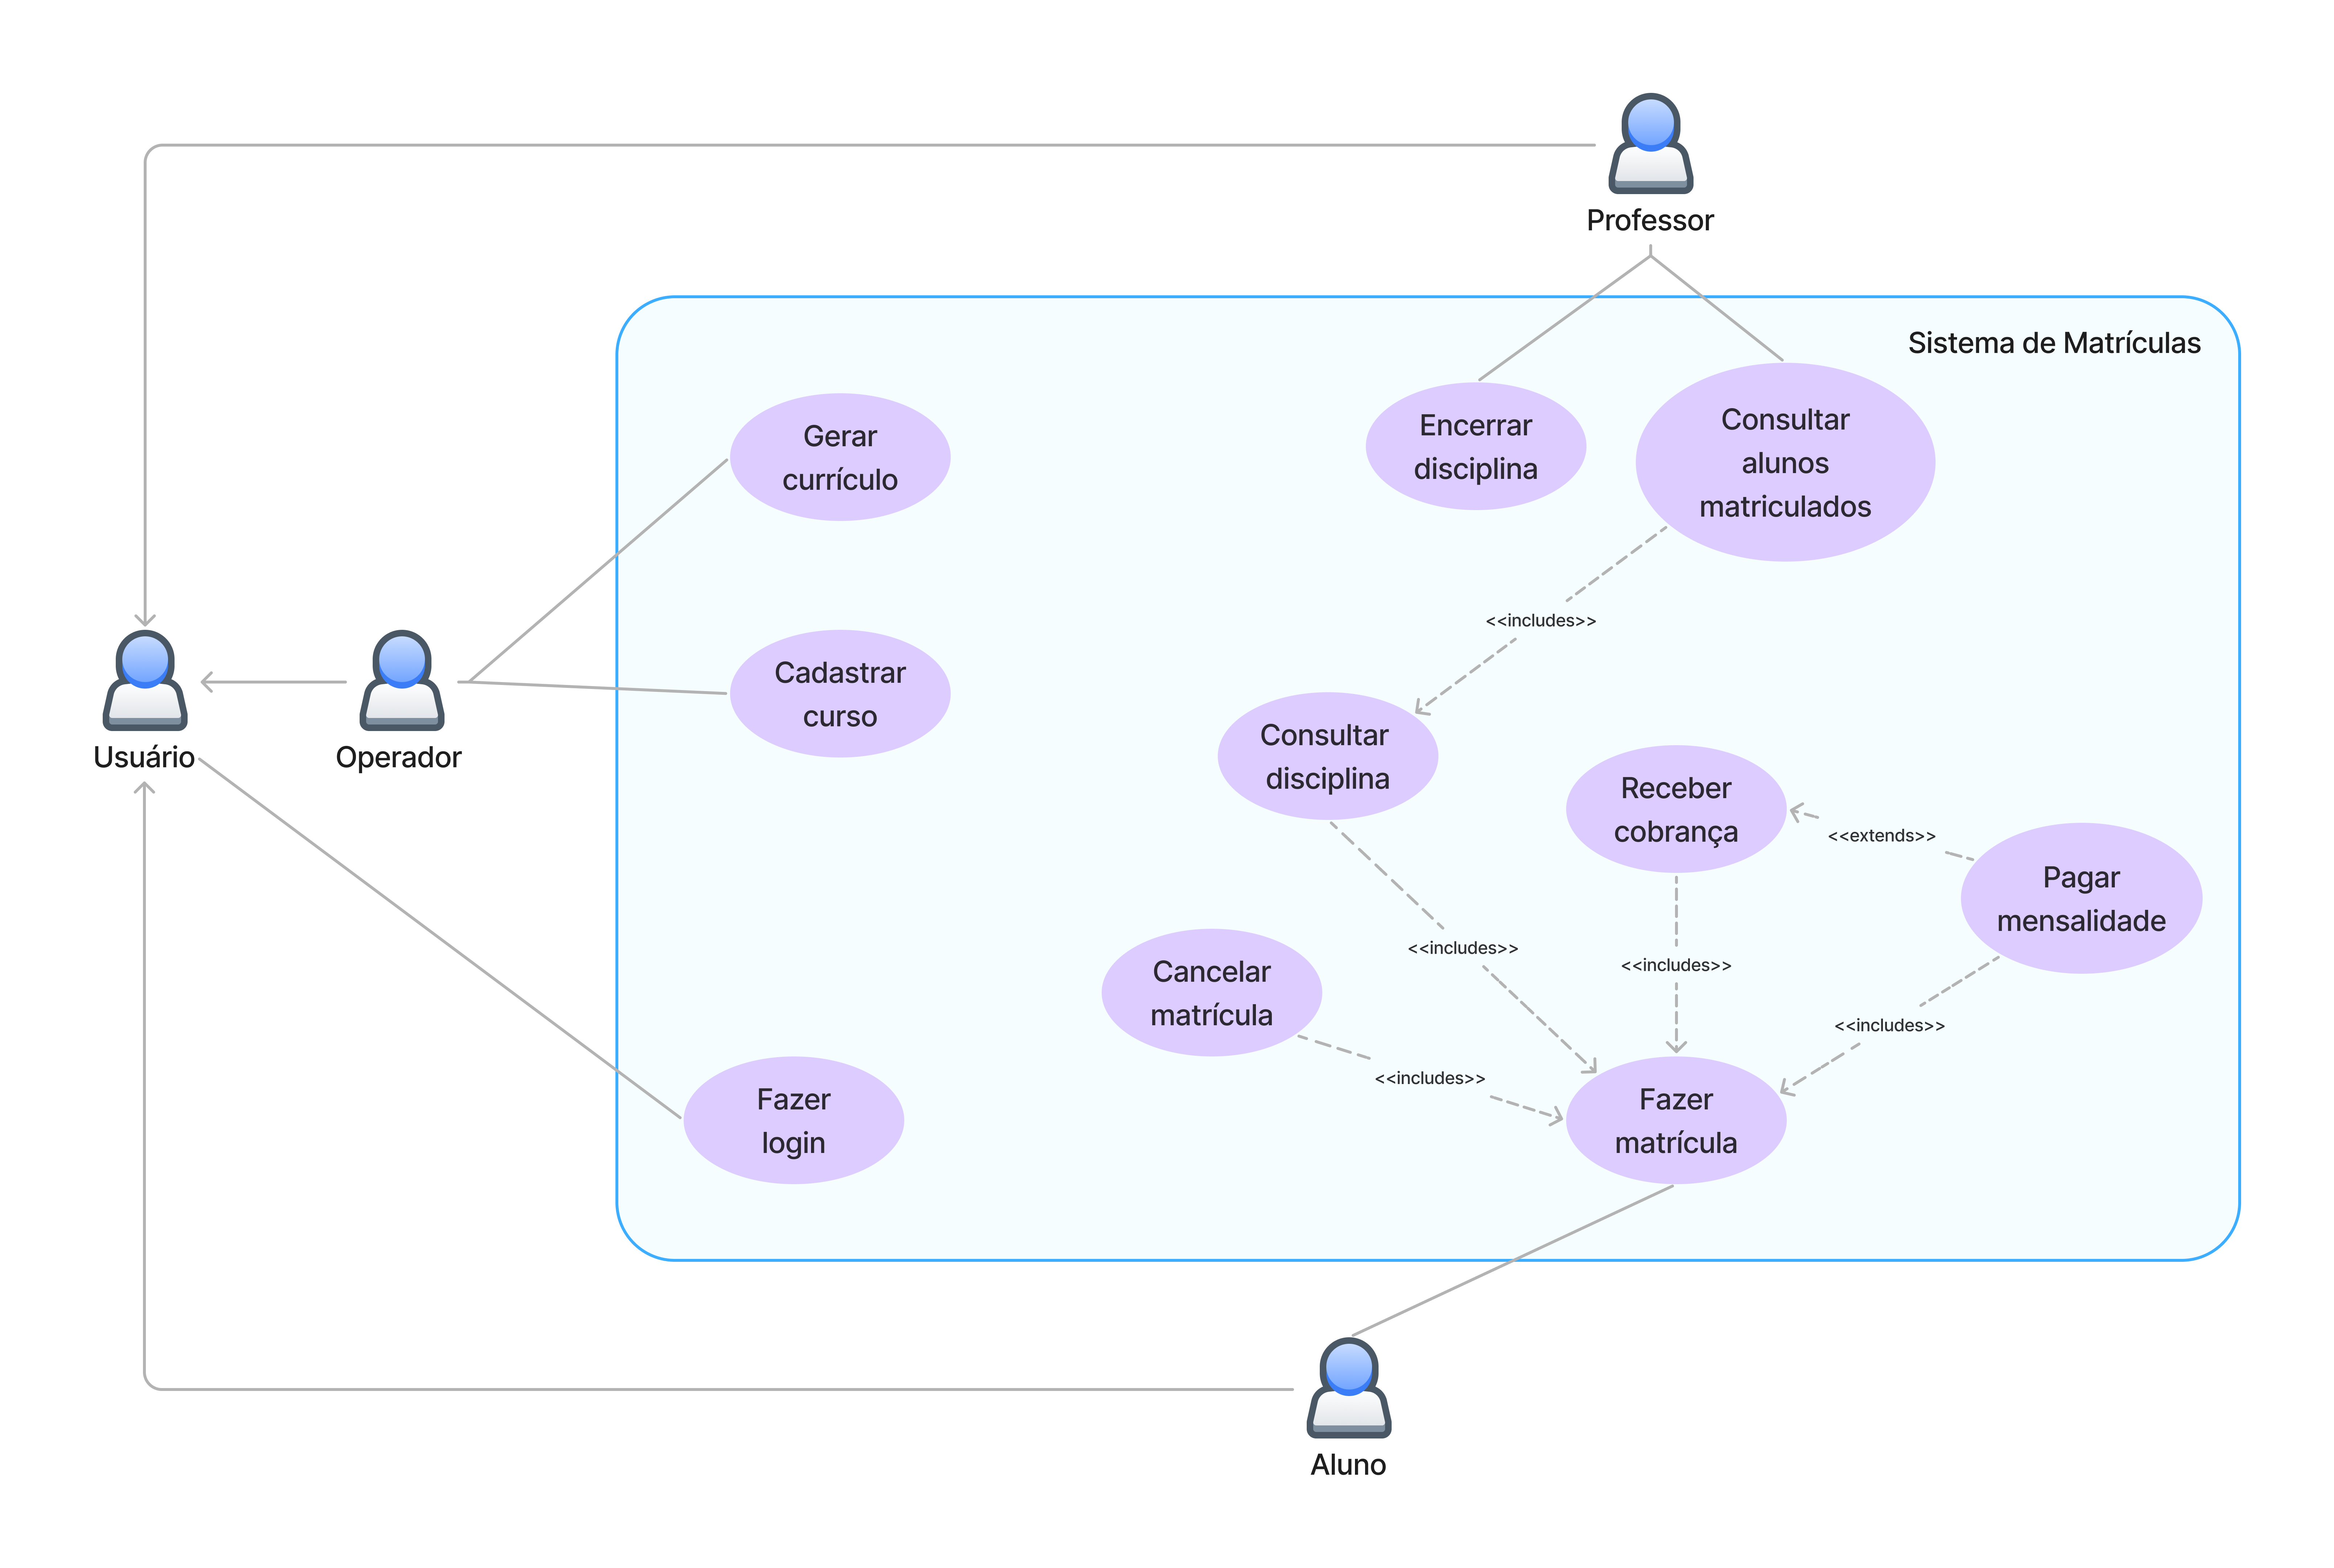 Professor
Sistema de Matrículas
Gerar
currículo
Encerrar
disciplina
Consultar
alunos
matriculados
<<includes>>
Cadastrar
curso
Usuário
Operador
Consultar
disciplina
Receber
cobrança
<<extends>>
Pagar
mensalidade
<<includes>>
<<includes>>
Cancelar
matrícula
<<includes>>
<<includes>>
Fazer
login
Fazer
matrícula
Aluno